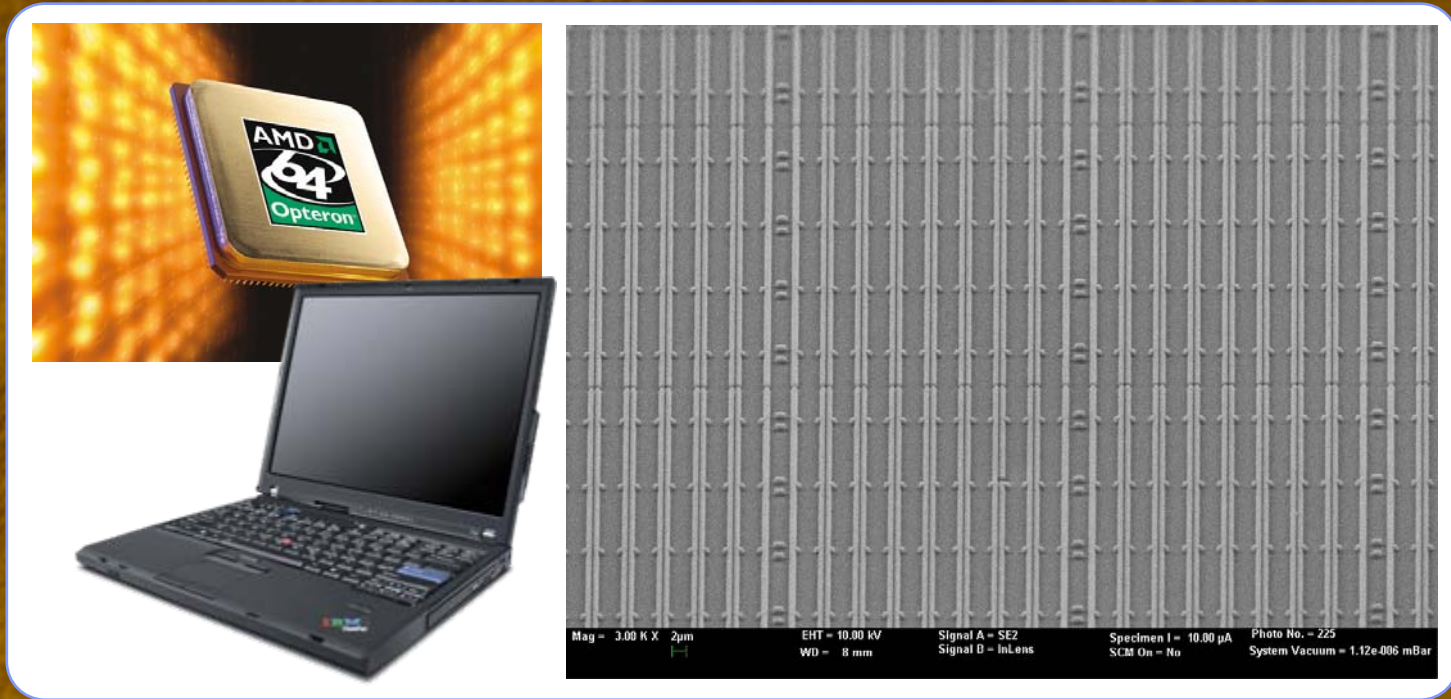 AMD
64
Opteron
IBM
Mag = 3.00 K X 2µm
EHT = 10.00 kV
WD = 8 mm
Signal A = SE2
Signal B = InLens
Specimen I = 10.00 µA
SCM On = No
Photo No. = 225
System Vacuum = 1.12e-006 mBar